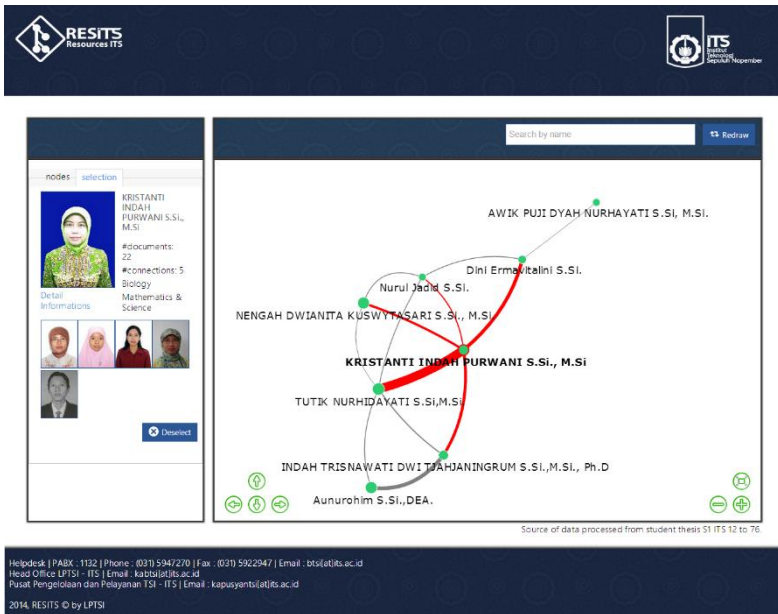 RESITS
Resources ITS
ITS
Institut
Teknologi
Sepuluh Nopember
Search by name
Redraw
nodes selection
KRISTANTI
INDAH
PURWANI S.Si.,
M.Si
#documents:
22
#connections: 5
Biology
Mathematics &
Science
Detail
Informations
Deselect
AWIK PUJI DYAH NURHAYATI S.Si, M.Si.
Dini Ermavitalini S.Si.
Nurul Jadid S.Si.
NENGAH DWIANITA KUSWYTASARI S.Si., M.Si
KRISTANTI INDAH PURWANI S.Si., M.Si
TUTIK NURHIDAYATI S.Si,M.Si
INDAH TRISNAWATI DWI TJAHJANINGRUM S.Si.,M.Si., Ph.D
Aunurohim S.Si.,DEA.
Source of data processed from student thesis S1 ITS 12 to 76.
Helpdesk | PABX : 1132 | Phone : (031) 5947270 | Fax : (031) 5922947 | Email : btsi[at]its.ac.id
Head Office LPTSI - ITS | Email : kabtsi[at]its.ac.id
Pusat Pengelolaan dan Pelayanan TSI - ITS | Email : kapusyantsi[at]its.ac.id
2014, RESITS © by LPTSI